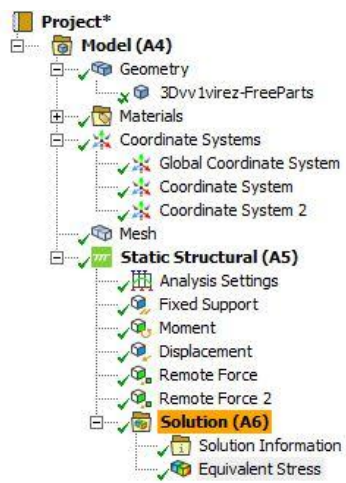 Project*
Model (A4)
Geometry
3Dvv1virez-FreeParts
Materials
Coordinate Systems
Global Coordinate System
Coordinate System
Coordinate System 2
Mesh
Static Structural (A5)
Analysis Settings
Fixed Support
Moment
Displacement
Remote Force
Remote Force 2
Solution (A6)
Solution Information
Equivalent Stress